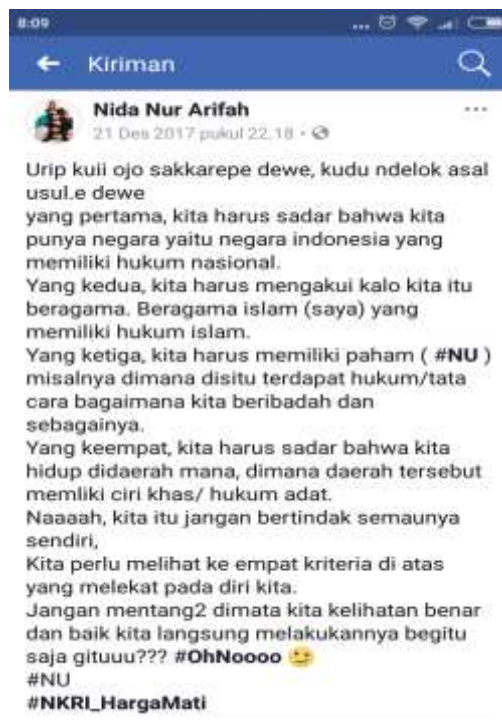 8:09
Kiriman
Nida Nur Arifah
21 Des 2017 pukul 22.18
Urip kuii ojo sakkarepe dewe, kudu ndelok asal
usul.e dewe
yang pertama, kita harus sadar bahwa kita
punya negara yaitu negara indonesia yang
memiliki hukum nasional.
Yang kedua, kita harus mengakui kalo kita itu
beragama. Beragama islam (saya) yang
memiliki hukum islam.
Yang ketiga, kita harus memiliki paham ( #NU )
misalnya dimana disitu terdapat hukum/tata
cara bagaimana kita beribadah dan
sebagainya.
Yang keempat, kita harus sadar bahwa kita
hidup didaerah mana, dimana daerah tersebut
memliki ciri khas/ hukum adat.
Naaaah, kita itu jangan bertindak semaunya
sendiri,
Kita perlu melihat ke empat kriteria di atas
yang melekat pada diri kita.
Jangan mentang2 dimata kita kelihatan benar
dan baik kita langsung melakukannya begitu
saja gituuu??? #OhNoooo 😏
#NU
#NKRI_HargaMati